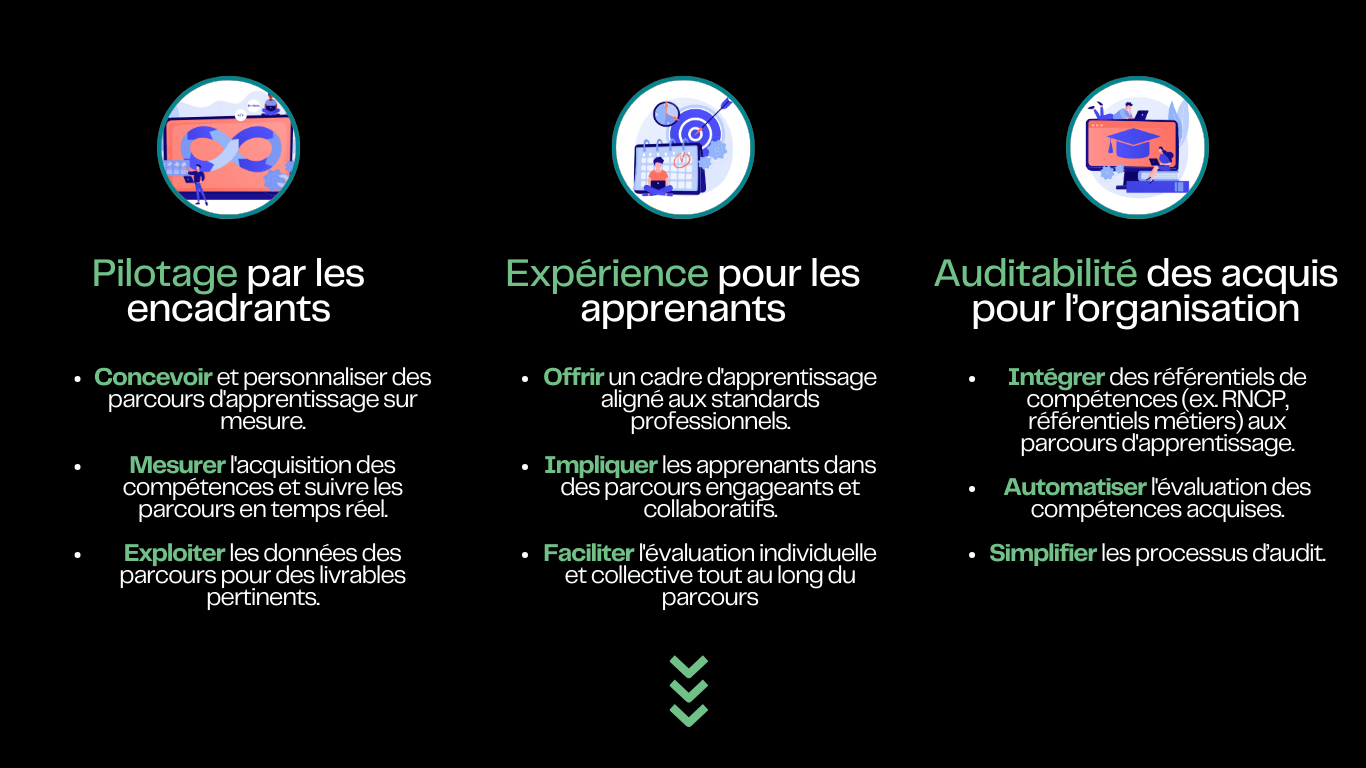 Pilotage par les
encadrants
• Concevoir et personnaliser des
parcours d'apprentissage sur
mesure.
• Mesurer l'acquisition des
compétences et suivre les
parcours en temps réel.
• Exploiter les données des
parcours pour des livrables
pertinents.
Expérience pour les
apprenants
• Offrir un cadre d'apprentissage
aligné aux standards
professionnels.
• Impliquer les apprenants dans
des parcours engageants et
collaboratifs.
• Faciliter l'évaluation individuelle
et collective tout au long du
parcours
Auditabilité des acquis
pour l’organisation
• Intégrer des référentiels de
compétences (ex. RNCP,
référentiels métiers) aux
parcours d'apprentissage.
• Automatiser l'évaluation des
compétences acquises.
• Simplifier les processus d’audit.